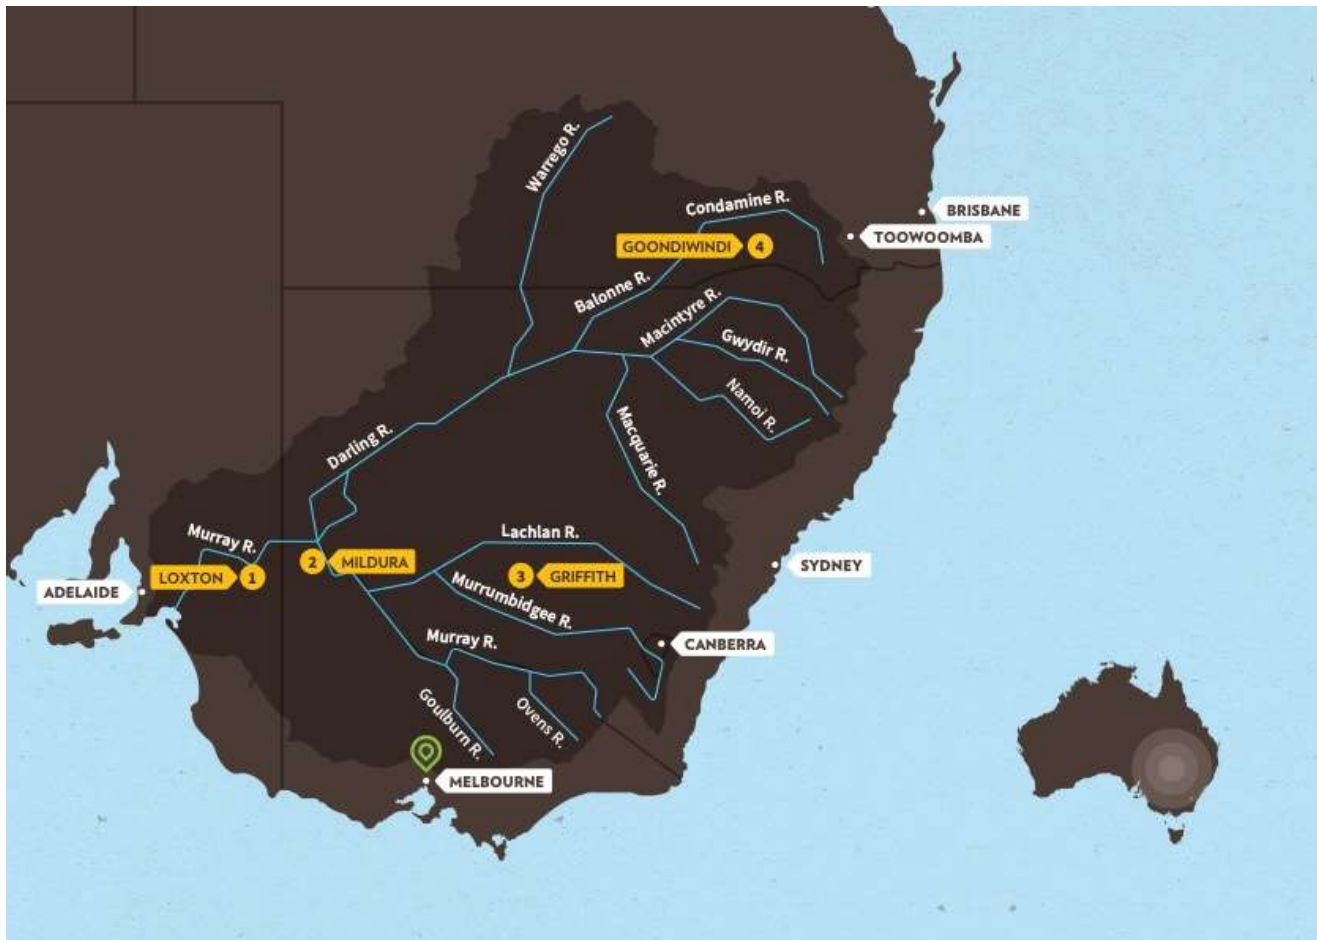 Warrego R.
Condamine R.
BRISBANE
TOOWOOMBA
GOONDIWINDI 4
Balonne R.
Macintyre R.
Gwydir R.
Namoi R.
Macquarie R.
Darling R.
Murray R.
Lachlan R.
2 MILDURA
SYDNEY
LOXTON 1
3 GRIFFITH
ADELAIDE
Murrumbidgee R.
Murray R.
CANBERRA
Goulburn R.
Ovens R.
MELBOURNE